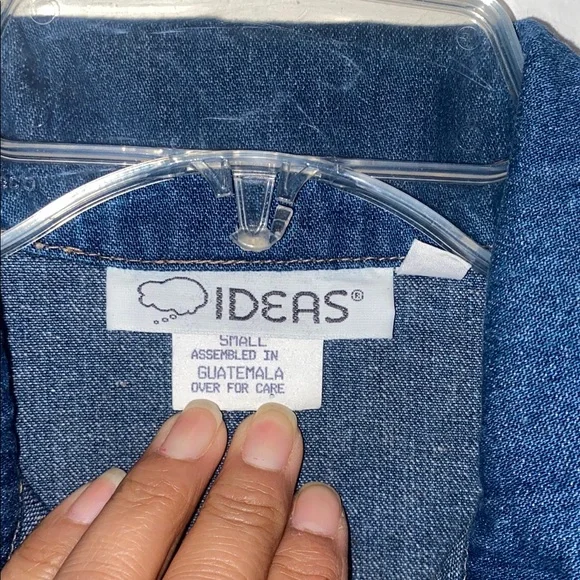 IDEAS®
SMALL
ASSEMBLED IN
GUATEMALA
OVER FOR CARE